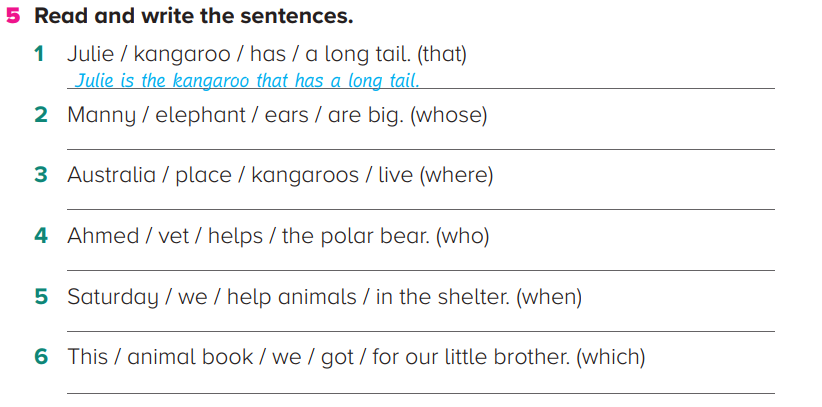 5 Read and write the sentences.
1 Julie / kangaroo / has / a long tail. (that)
Julie is the kangaroo that has a long tail.
2 Manny / elephant / ears / are big. (whose)
3 Australia / place / kangaroos / live (where)
4 Ahmed / vet / helps / the polar bear. (who)
5 Saturday / we / help animals / in the shelter. (when)
6 This / animal book / we / got / for our little brother. (which)